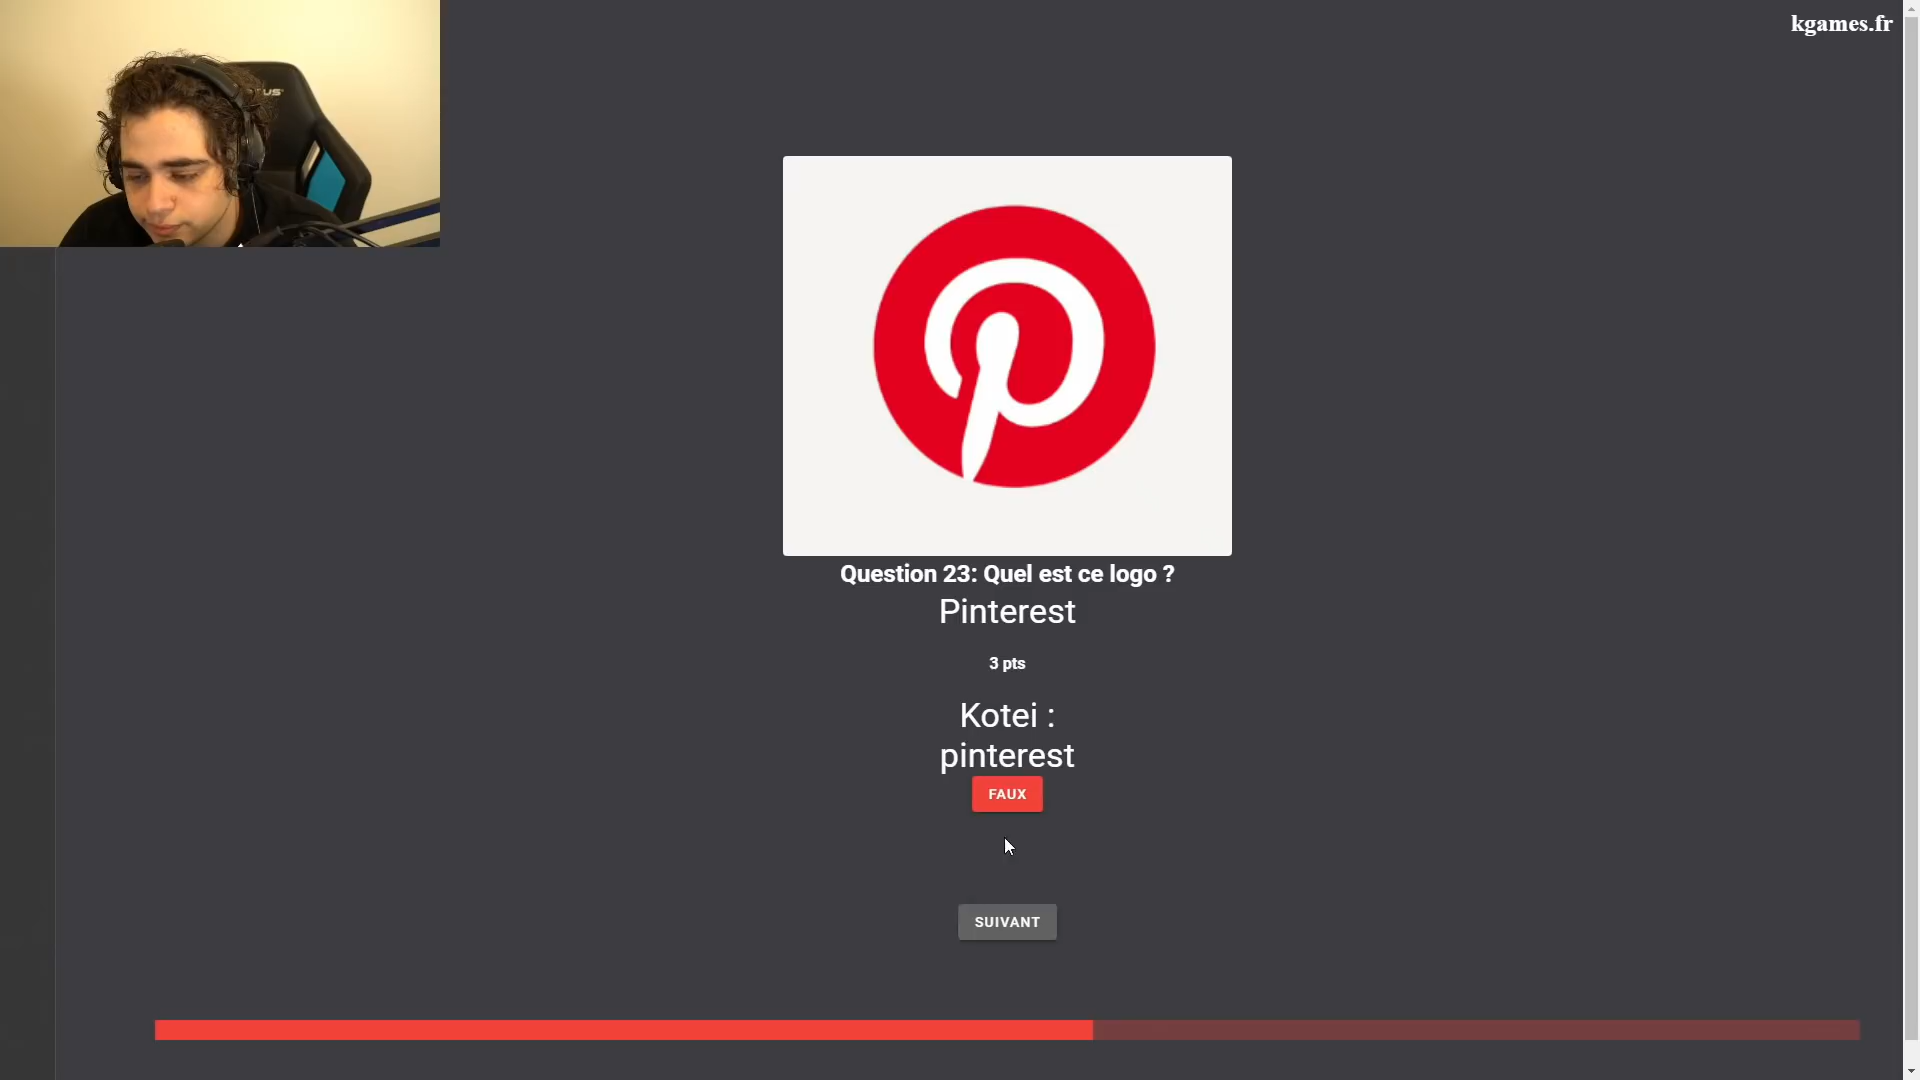 kgames.fr
Question 23: Quel est ce logo ?
Pinterest
3 pts
Kotei :
pinterest
FAUX
SUIVANT